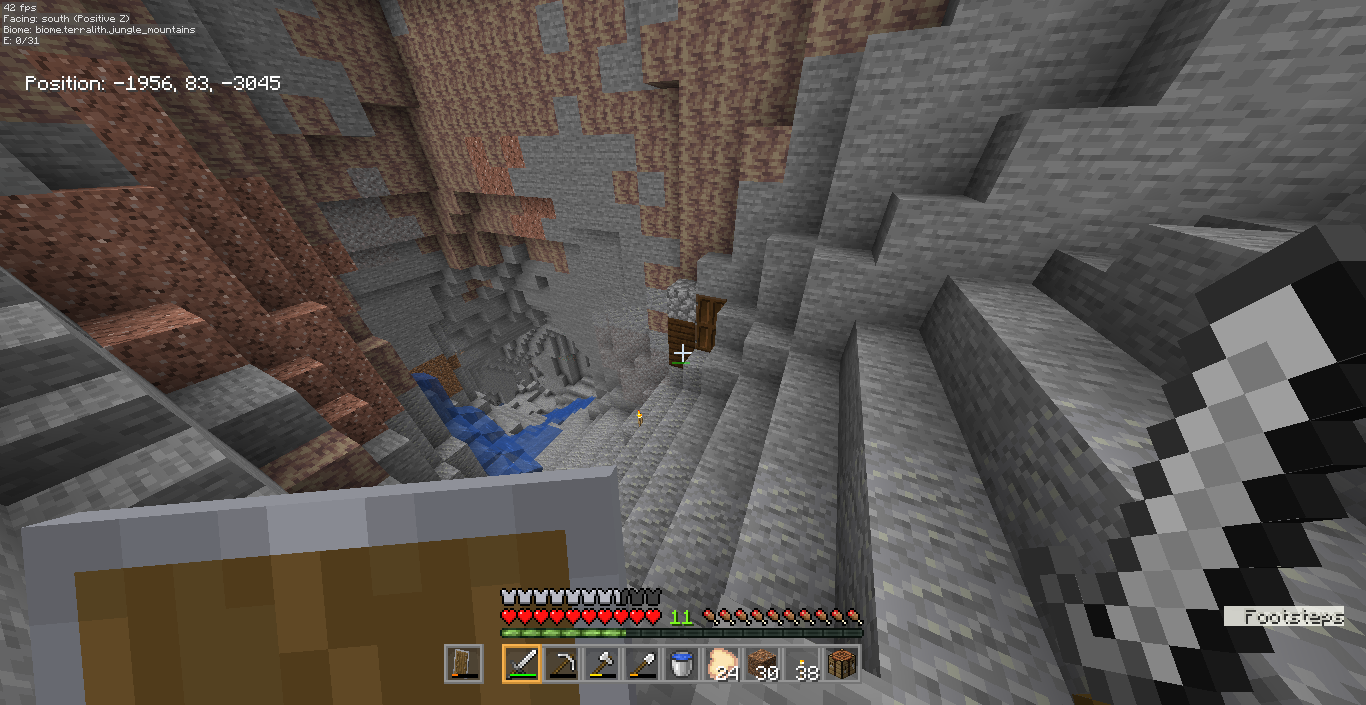 42 fps
Facing: south (Positive Z)
Biome: biome.terralith.jungle_mountains
E: 0/31
Position: -1956, 83, -3045
11
Footsteps
24 30 38